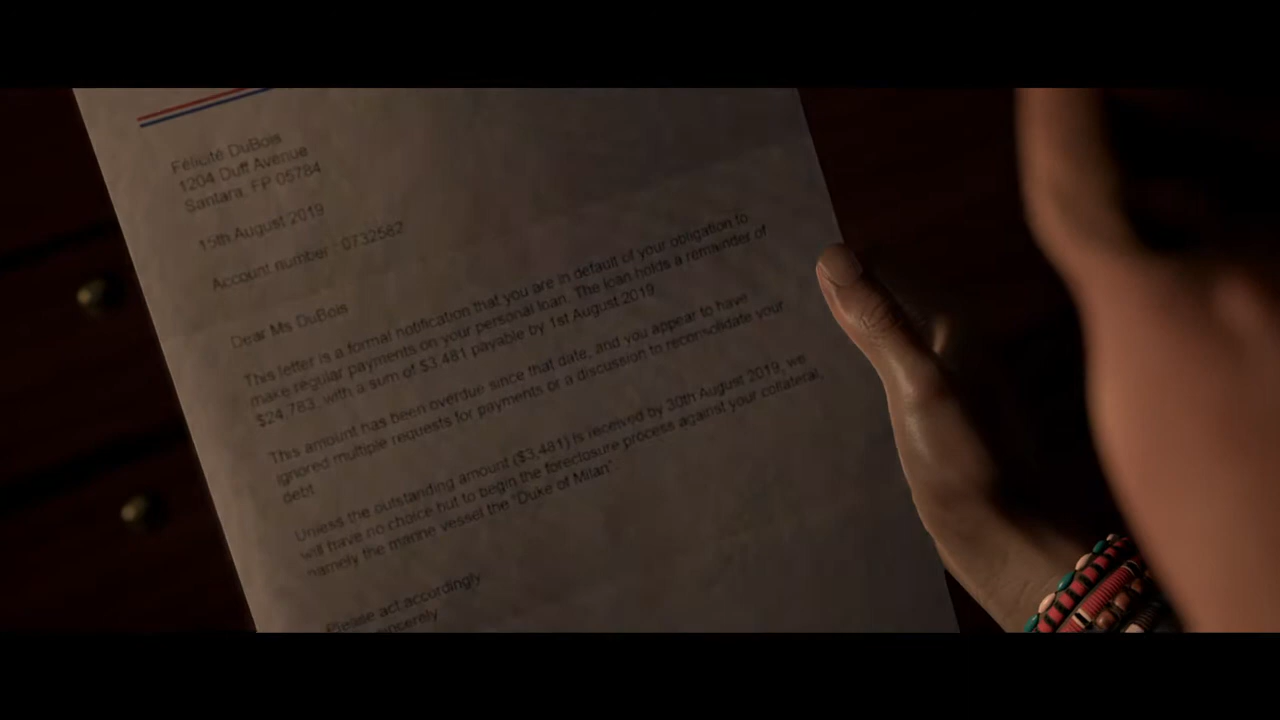 Félicité DuBois
1204 Duff Avenue
Santara, FP 05784
15th August 2019
Account number : 0732582
Dear Ms DuBois
This letter is a formal notification that you are in default of your obligation to
make regular payments on your personal loan. The loan holds a remainder of
$24,783, with a sum of $3,481 payable by 1st August 2019
This amount has been overdue since that date, and you appear to have
ignored multiple requests for payments or a discussion to reconsolidate your
debt.
Unless the outstanding amount ($3,481) is received by 30th August 2019, we
will have no choice but to begin the foreclosure process against your collateral,
namely the marine vessel the "Duke of Milan"
Please act accordingly
sincerely